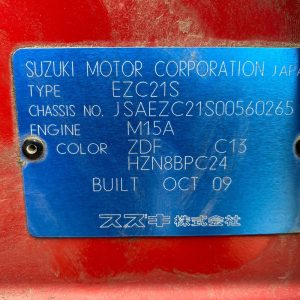 SUZUKI MOTOR CORPORATION JAPA
TYPE EZC21S
CHASSIS NO. JSAEZC21S00560265
ENGINE M15A
COLOR ZDF C13
HZN8BPC24
BUILT OCT 09
スズキ株式会社